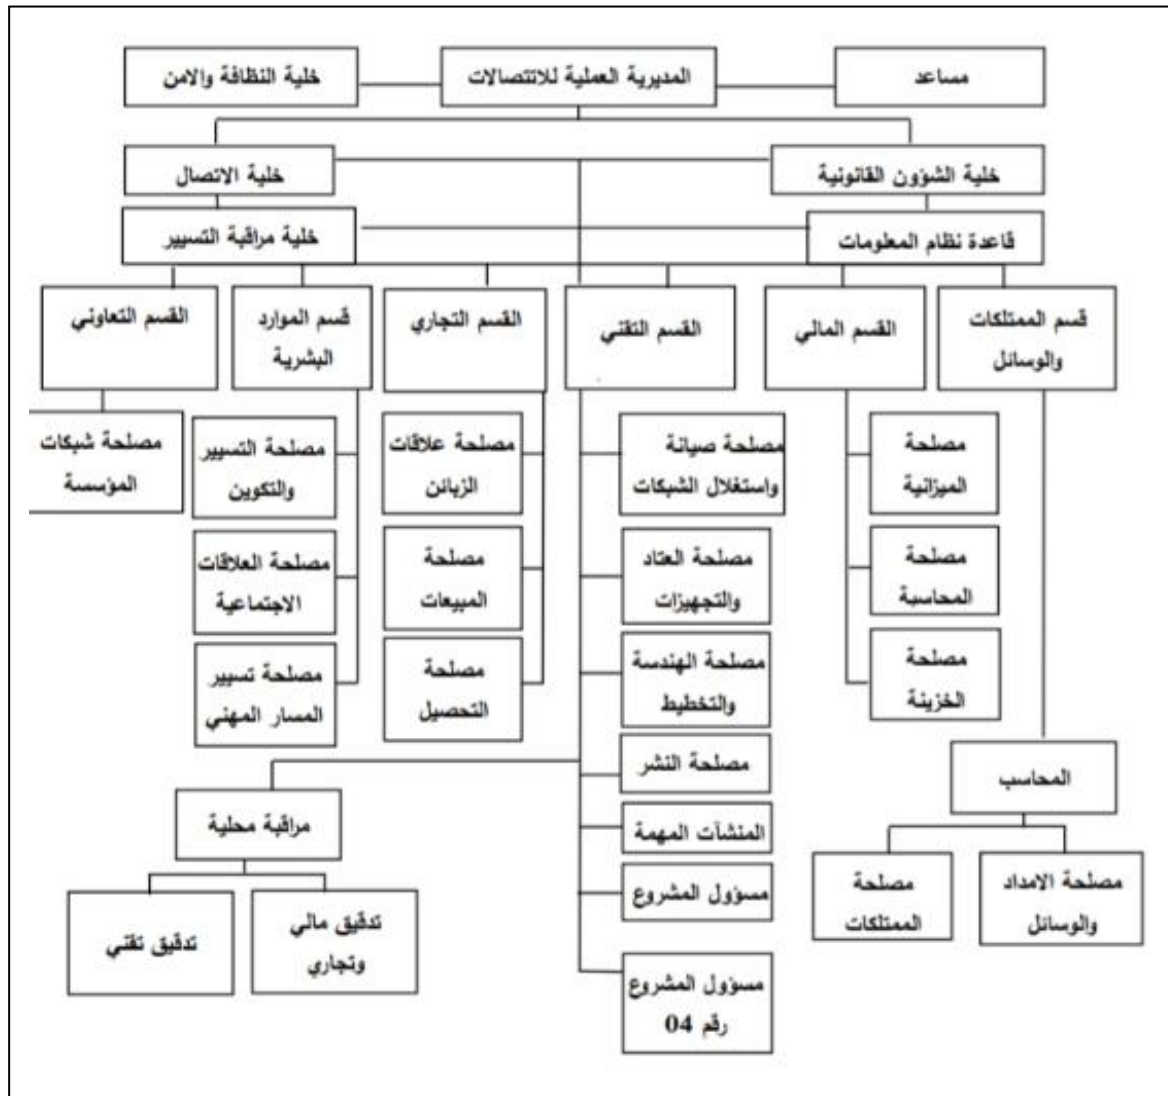 مساعد
المديرية العملية للاتتصالات
خلية النظافة والامن
خلية الشؤون القانونية
خلية الاتصال
قاعدة نظام المعلومات
خلية مراقبة التسيير
قسم الممتلكات
والوسائل
القسم المالي
القسم التقني
القسم التجاري
قسم الموارد
البشرية
القسم التعاوني
مصلحة
الميزانية
مصلحة
المحاسبة
مصلحة
الخزينة
مصلحة صيانة
واستغلال الشبكات
مصلحة العتاد
والتجهيزات
مصلحة الهندسة
والتخطيط
مصلحة النشر
المنشآت المهمة
مسؤول المشروع
مسؤول المشروع
رقم 04
مصلحة علاقات
الزبائن
مصلحة
المبيعات
مصلحة
التحصيل
مصلحة التسيير
والتكوين
مصلحة العلاقات
الاجتماعية
مصلحة تسيير
المسار المهني
مصلحة شبكات
المؤسسة
المحاسب
مصلحة الامداد
والوسائل
مصلحة
الممتلكات
مراقبة محلية
تدقيق مالي
وتجاري
تدقيق تقني